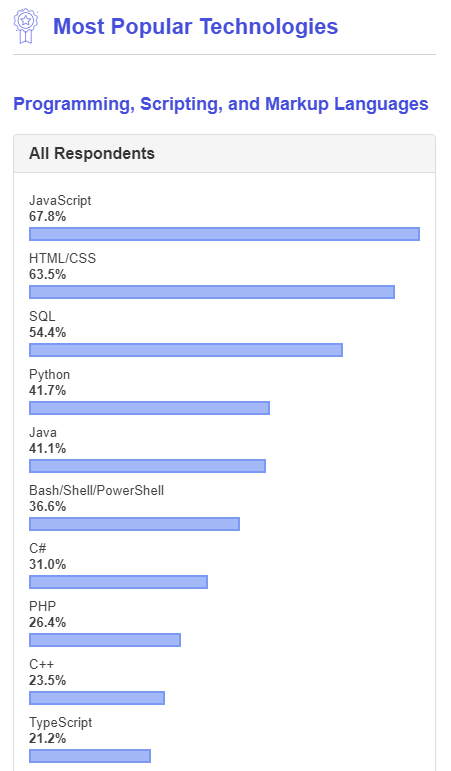 Most Popular Technologies
Programming, Scripting, and Markup Languages
All Respondents
JavaScript
67.8%
HTML/CSS
63.5%
SQL
54.4%
Python
41.7%
Java
41.1%
Bash/Shell/PowerShell
36.6%
C#
31.0%
PHP
26.4%
C++
23.5%
TypeScript
21.2%